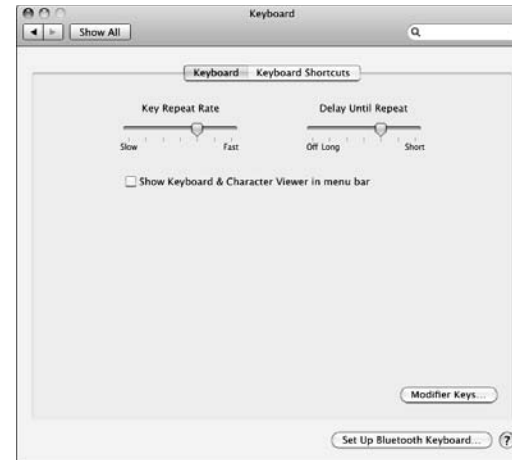 Keyboard
Show All
Keyboard Keyboard Shortcuts
Key Repeat Rate Delay Until Repeat
Slow Fast Off Long Short
Show Keyboard & Character Viewer in menu bar
Modifier Keys...
Set Up Bluetooth Keyboard... ?